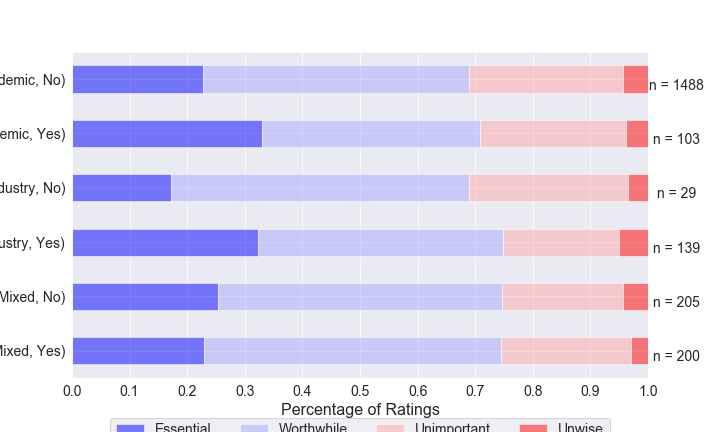 demic, No) n = 1488
emic, Yes) n = 103
dustry, No) n = 29
ustry, Yes) n = 139
Mixed, No) n = 205
Mixed, Yes) n = 200
0.0 0.1 0.2 0.3 0.4 0.5 0.6 0.7 0.8 0.9 1.0
Percentage of Ratings
Essential Worthwhile Unimportant Unwise